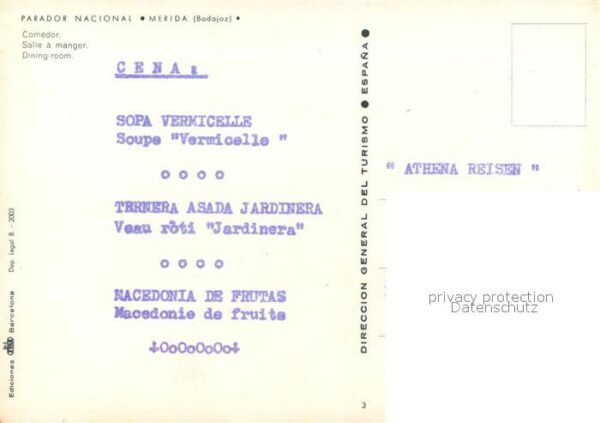 PARADOR NACIONAL ● MERIDA (Badajoz) ●
Comedor.
Salle à manger.
Dining-room.
CENA:
SOPA VERMICELLE
Soupe "Vermicelle "
o o o o
TERNERA ASADA JARDINERA
Veau rôti "Jardinera"
o o o o
MACEDONIA DE FRUTAS
Macedonie de fruits
+OoOoOoOo+
Ediciones Barcelona Dep. Legal B. - 2003
DIRECCION GENERAL DEL TURISMO ● ESPAÑA ●
" ATHENA REISEN "
privacy protection
Datenschutz
3